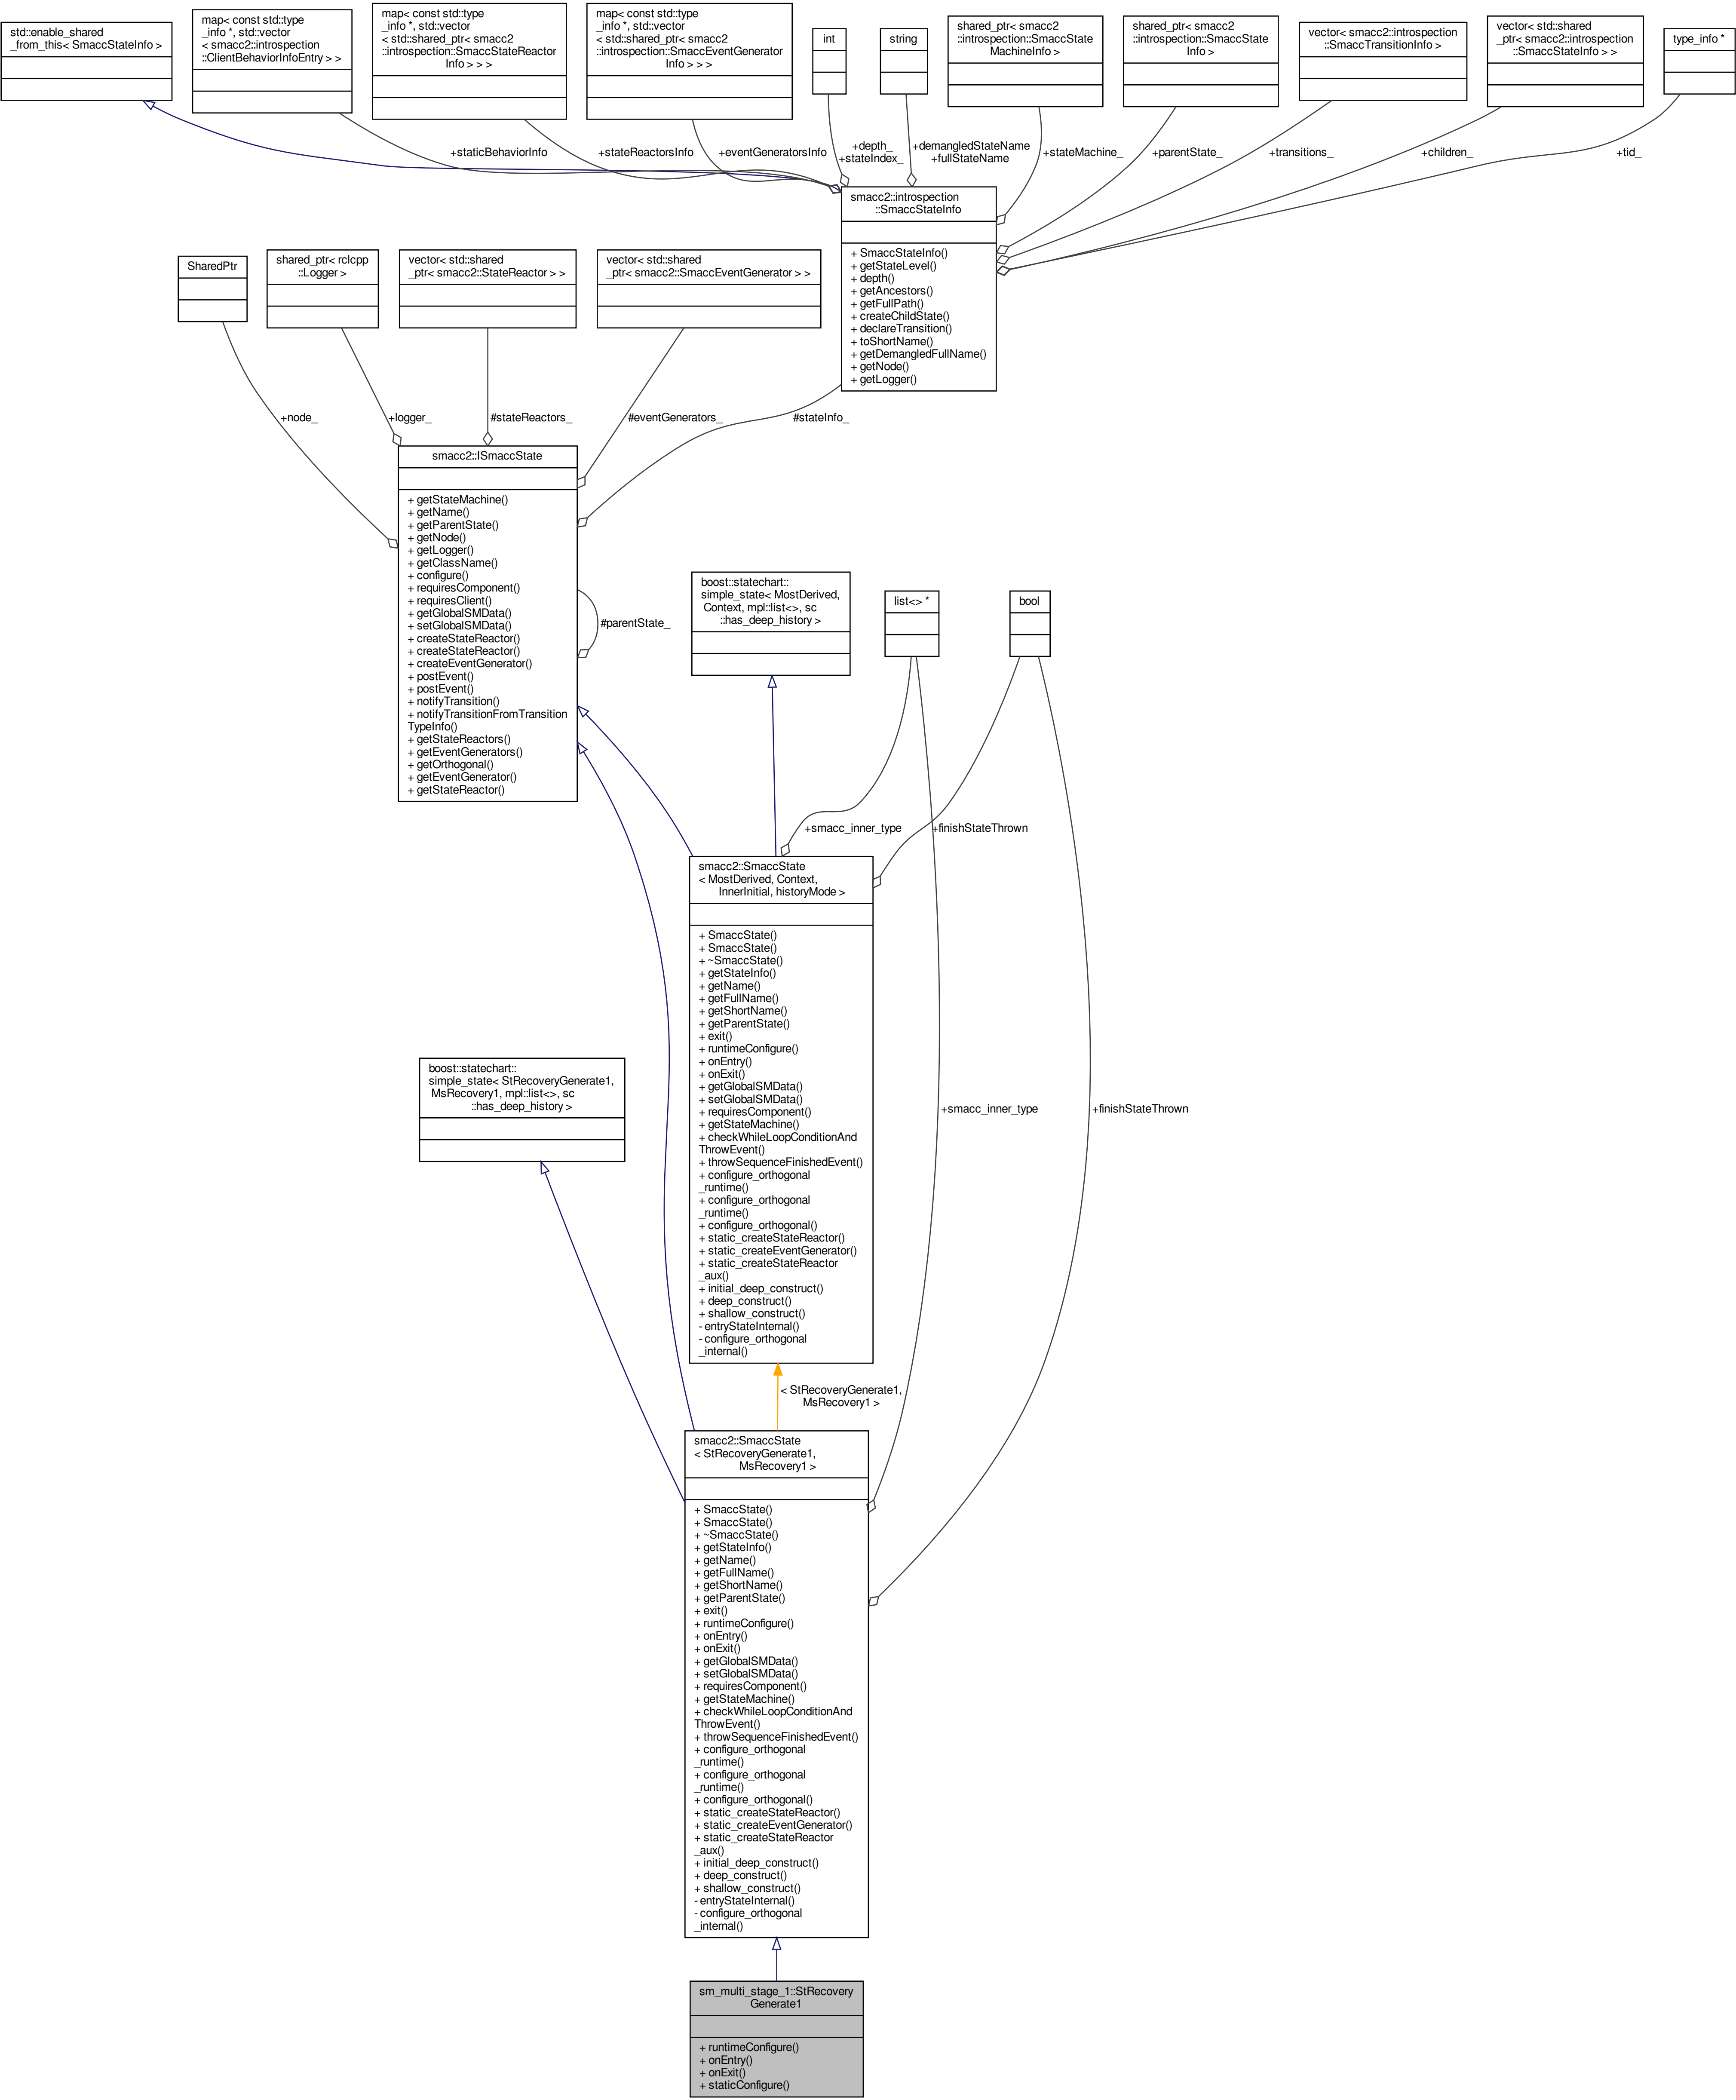 std::enable_shared
_from_this< SmaccStateInfo >
map< const std::type
_info *, std::vector
< smacc2::introspection
::ClientBehaviorInfoEntry > >
map< const std::type
_info *, std::vector
< std::shared_ptr< smacc2
::introspection::SmaccStateReactor
Info > > >
map< const std::type
_info *, std::vector
< std::shared_ptr< smacc2
::introspection::SmaccEventGenerator
Info > > >
int
string
shared_ptr< smacc2
::introspection::SmaccState
MachineInfo >
shared_ptr< smacc2
::introspection::SmaccState
Info >
vector< smacc2::introspection
::SmaccTransitionInfo >
vector< std::shared
_ptr< smacc2::introspection
::SmaccStateInfo > >
type_info *
+staticBehaviorInfo
+stateReactorsInfo
+eventGeneratorsInfo
+depth_
+stateIndex_
+demangledStateName
+fullStateName
+stateMachine_
+parentState_
+transitions_
+children_
+tid_
smacc2::introspection
::SmaccStateInfo
+ SmaccStateInfo()
+ getStateLevel()
+ depth()
+ getAncestors()
+ getFullPath()
+ createChildState()
+ declareTransition()
+ toShortName()
+ getDemangledFullName()
+ getNode()
+ getLogger()
SharedPtr
shared_ptr< rclcpp
::Logger >
vector< std::shared
_ptr< smacc2::StateReactor > >
vector< std::shared
_ptr< smacc2::SmaccEventGenerator > >
+node_
+logger_
#stateReactors_
#eventGenerators_
#stateInfo_
smacc2::ISmaccState
+ getStateMachine()
+ getName()
+ getParentState()
+ getNode()
+ getLogger()
+ getClassName()
+ configure()
+ requiresComponent()
+ requiresClient()
+ getGlobalSMData()
+ setGlobalSMData()
+ createStateReactor()
+ createStateReactor()
+ createEventGenerator()
+ postEvent()
+ postEvent()
+ notifyTransition()
+ notifyTransitionFromTransition
TypeInfo()
+ getStateReactors()
+ getEventGenerators()
+ getOrthogonal()
+ getEventGenerator()
+ getStateReactor()
#parentState_
boost::statechart::
simple_state< MostDerived,
Context, mpl::list<>, sc
::has_deep_history >
list<> *
bool
+smacc_inner_type
+finishStateThrown
smacc2::SmaccState
< MostDerived, Context,
InnerInitial, historyMode >
+ SmaccState()
+ SmaccState()
+ ~SmaccState()
+ getStateInfo()
+ getName()
+ getFullName()
+ getShortName()
+ getParentState()
+ exit()
+ runtimeConfigure()
+ onEntry()
+ onExit()
+ getGlobalSMData()
+ setGlobalSMData()
+ requiresComponent()
+ getStateMachine()
+ checkWhileLoopConditionAnd
ThrowEvent()
+ throwSequenceFinishedEvent()
+ configure_orthogonal
_runtime()
+ configure_orthogonal
_runtime()
+ configure_orthogonal()
+ static_createStateReactor()
+ static_createEventGenerator()
+ static_createStateReactor
_aux()
+ initial_deep_construct()
+ deep_construct()
+ shallow_construct()
- entryStateInternal()
- configure_orthogonal
_internal()
boost::statechart::
simple_state< StRecoveryGenerate1,
MsRecovery1, mpl::list<>, sc
::has_deep_history >
+smacc_inner_type
+finishStateThrown
< StRecoveryGenerate1,
MsRecovery1 >
smacc2::SmaccState
< StRecoveryGenerate1,
MsRecovery1 >
+ SmaccState()
+ SmaccState()
+ ~SmaccState()
+ getStateInfo()
+ getName()
+ getFullName()
+ getShortName()
+ getParentState()
+ exit()
+ runtimeConfigure()
+ onEntry()
+ onExit()
+ getGlobalSMData()
+ setGlobalSMData()
+ requiresComponent()
+ getStateMachine()
+ checkWhileLoopConditionAnd
ThrowEvent()
+ throwSequenceFinishedEvent()
+ configure_orthogonal
_runtime()
+ configure_orthogonal
_runtime()
+ configure_orthogonal()
+ static_createStateReactor()
+ static_createEventGenerator()
+ static_createStateReactor
_aux()
+ initial_deep_construct()
+ deep_construct()
+ shallow_construct()
- entryStateInternal()
- configure_orthogonal
_internal()
sm_multi_stage_1::StRecovery
Generate1
+ runtimeConfigure()
+ onEntry()
+ onExit()
+ staticConfigure()